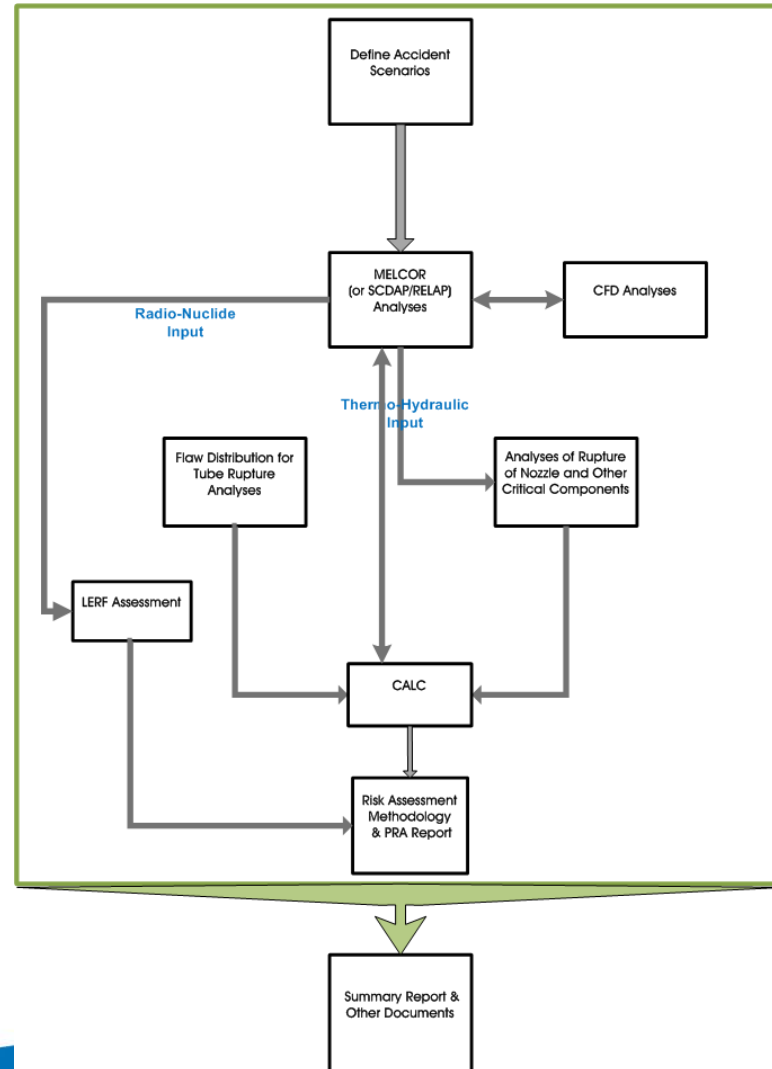 Define Accident
Scenarios
MELCOR
(or SCDAP/RELAP)
Analyses
CFD Analyses
Radio-Nuclide
Input
Thermo-Hydraulic
Input
Flaw Distribution for
Tube Rupture
Analyses
Analyses of Rupture
of Nozzle and Other
Critical Components
LERF Assessment
CALC
Risk Assessment
Methodology
& PRA Report
Summary Report &
Other Documents